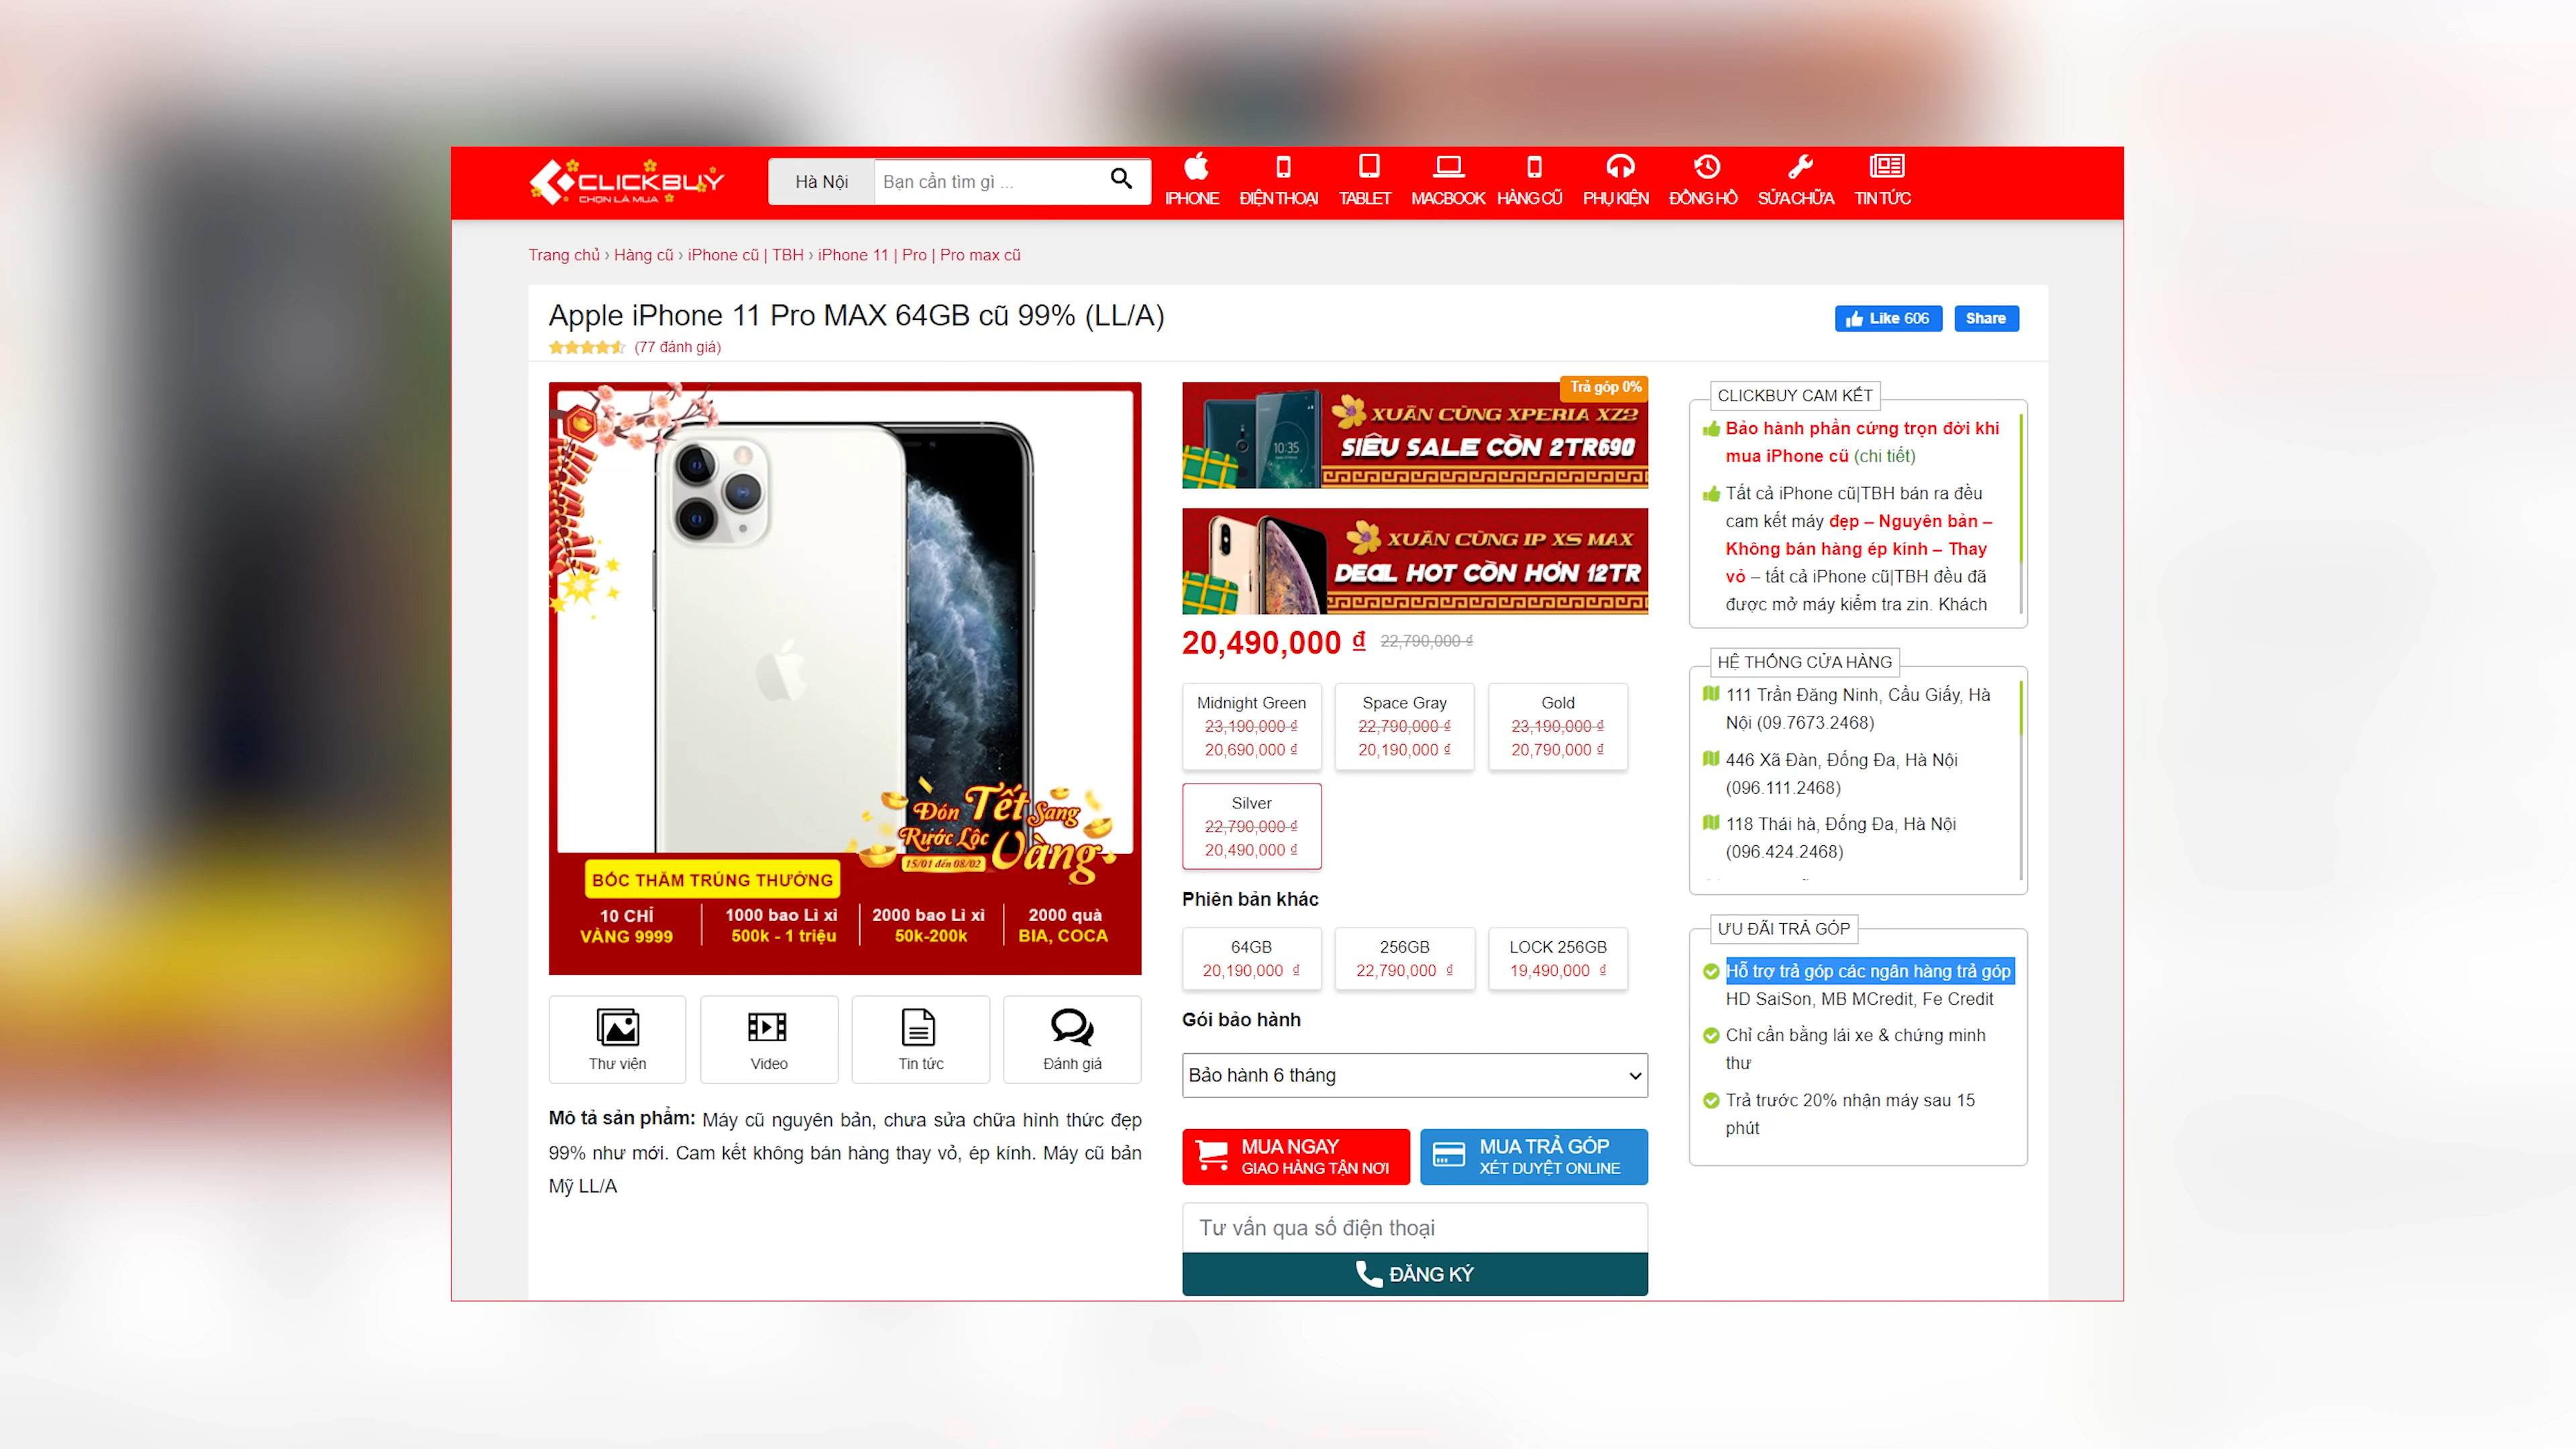 CLICKBUY
CHỌN LÀ MUA
Hà Nội
Bạn cần tìm gì ...
IPHONE
ĐIỆN THOẠI
TABLET
MACBOOK
HÀNG CŨ
PHỤ KIỆN
ĐỒNG HỒ
SỬA CHỮA
TIN TỨC
Trang chủ › Hàng cũ › iPhone cũ | TBH › iPhone 11 | Pro | Pro max cũ
Apple iPhone 11 Pro MAX 64GB cũ 99% (LL/A)
(77 đánh giá)
Like 606
Share
Đón Tết Sang
Rước Lộc Vàng
15/01 đến 08/02
BỐC THĂM TRÚNG THƯỞNG
10 CHỈ
VÀNG 9999
1000 bao Lì xì
500k - 1 triệu
2000 bao Lì xì
50k-200k
2000 quà
BIA, COCA
Thư viện
Video
Tin tức
Đánh giá
Mô tả sản phẩm: Máy cũ nguyên bản, chưa sửa chữa hình thức đẹp
99% như mới. Cam kết không bán hàng thay vỏ, ép kính. Máy cũ bản
Mỹ LL/A
Trả góp 0%
10:35
XUÂN CÙNG XPERIA XZ2
SIÊU SALE CÒN 2TR690
XUÂN CÙNG IP XS MAX
DEAL HOT CÒN HƠN 12TR
20,490,000 ₫ 22,790,000 ₫
Midnight Green
23,190,000 ₫
20,690,000 ₫
Space Gray
22,790,000 ₫
20,190,000 ₫
Gold
23,190,000 ₫
20,790,000 ₫
Silver
22,790,000 ₫
20,490,000 ₫
Phiên bản khác
64GB
20,190,000 ₫
256GB
22,790,000 ₫
LOCK 256GB
19,490,000 ₫
Gói bảo hành
Bảo hành 6 tháng
MUA NGAY
GIAO HÀNG TẬN NƠI
MUA TRẢ GÓP
XÉT DUYỆT ONLINE
Tư vấn qua số điện thoại
ĐĂNG KÝ
CLICKBUY CAM KẾT
Bảo hành phần cứng trọn đời khi
mua iPhone cũ (chi tiết)
Tất cả iPhone cũ|TBH bán ra đều
cam kết máy đẹp – Nguyên bản –
Không bán hàng ép kính – Thay
vỏ – tất cả iPhone cũ|TBH đều đã
được mở máy kiểm tra zin. Khách
HỆ THỐNG CỬA HÀNG
111 Trần Đăng Ninh, Cầu Giấy, Hà
Nội (09.7673.2468)
446 Xã Đàn, Đống Đa, Hà Nội
(096.111.2468)
118 Thái hà, Đống Đa, Hà Nội
(096.424.2468)
ƯU ĐÃI TRẢ GÓP
Hỗ trợ trả góp các ngân hàng trả góp
HD SaiSon, MB MCredit, Fe Credit
Chỉ cần bằng lái xe & chứng minh
thư
Trả trước 20% nhận máy sau 15
phút